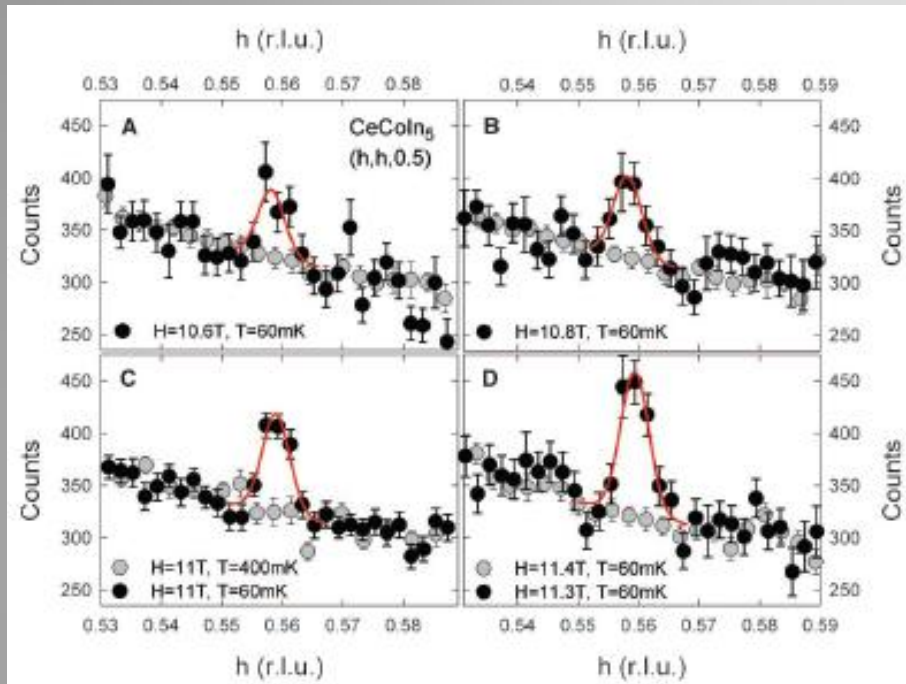 h (r.l.u.)
h (r.l.u.)
0.53 0.54 0.55 0.56 0.57 0.58
0.54 0.55 0.56 0.57 0.58 0.59
A
CeCoIn5
(h,h,0.5)
B
450
400
350
300
250
Counts
450
400
350
300
250
Counts
H=10.6T, T=60mK
H=10.8T, T=60mK
C
D
450
400
350
300
250
Counts
450
400
350
300
250
Counts
H=11T, T=400mK
H=11T, T=60mK
H=11.4T, T=60mK
H=11.3T, T=60mK
0.53 0.54 0.55 0.56 0.57 0.58
0.54 0.55 0.56 0.57 0.58 0.59
h (r.l.u.)
h (r.l.u.)